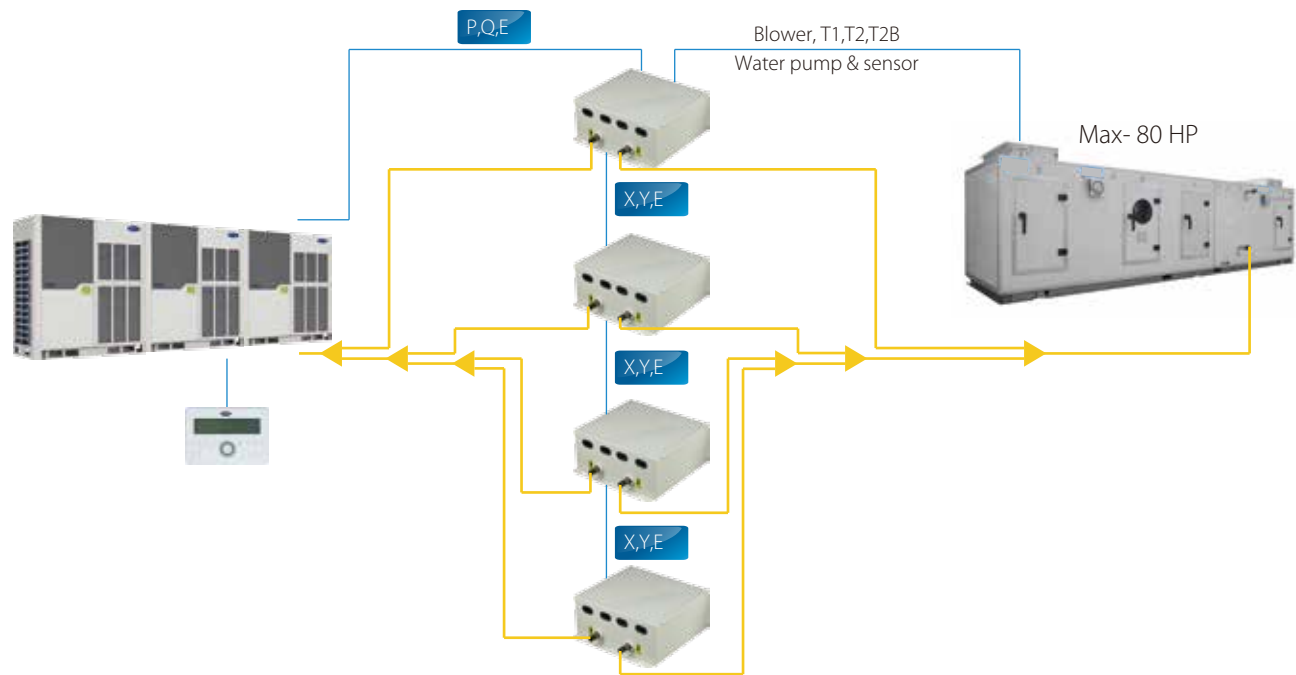 P,Q,E
Blower, T1,T2,T2B
Water pump & sensor
Max- 80 HP
X,Y,E
X,Y,E
X,Y,E